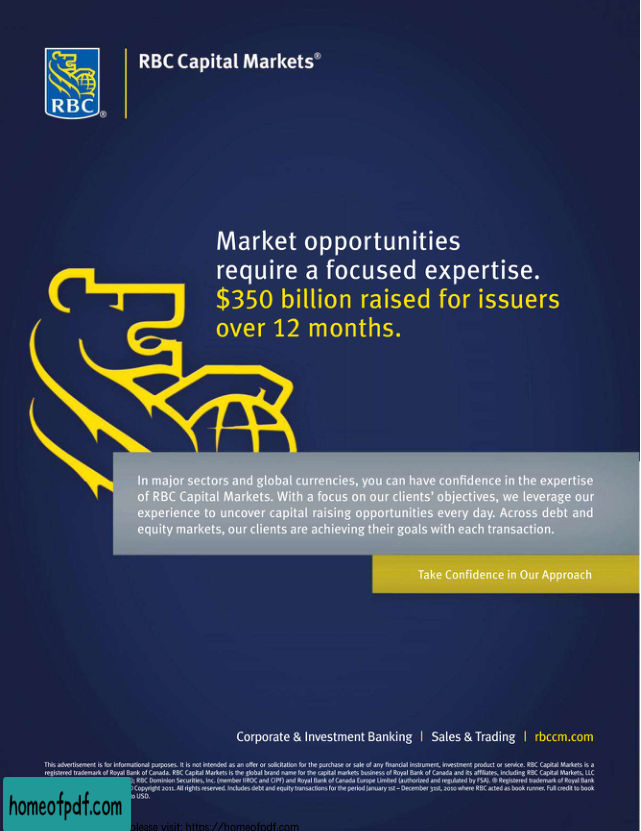 RBC Capital Markets®
RBC®
Market opportunities
require a focused expertise.
$350 billion raised for issuers
over 12 months.
In major sectors and global currencies, you can have confidence in the expertise
of RBC Capital Markets. With a focus on our clients' objectives, we leverage our
experience to uncover capital raising opportunities every day. Across debt and
equity markets, our clients are achieving their goals with each transaction.
Take Confidence in Our Approach
Corporate & Investment Banking | Sales & Trading | rbccm.com
This advertisement is for informational purposes. It is not intended as an offer or solicitation for the purchase or sale of any financial instrument, investment product or service. RBC Capital Markets is a
registered trademark of Royal Bank of Canada. RBC Capital Markets is the global brand name for the capital markets business of Royal Bank of Canada and its affiliates, including RBC Capital Markets, LLC
RBC Dominion Securities, Inc. (member IIROC and CIPF) and Royal Bank of Canada Europe Limited (authorized and regulated by FSA). ® Registered trademark of Royal Bank
Copyright 2011. All rights reserved. Includes debt and equity transactions for the period January 1st – December 31st, 2010 where RBC acted as book runner. Full credit to book
USD.
homeofpdf.com
please visit: https://homeofpdf.com